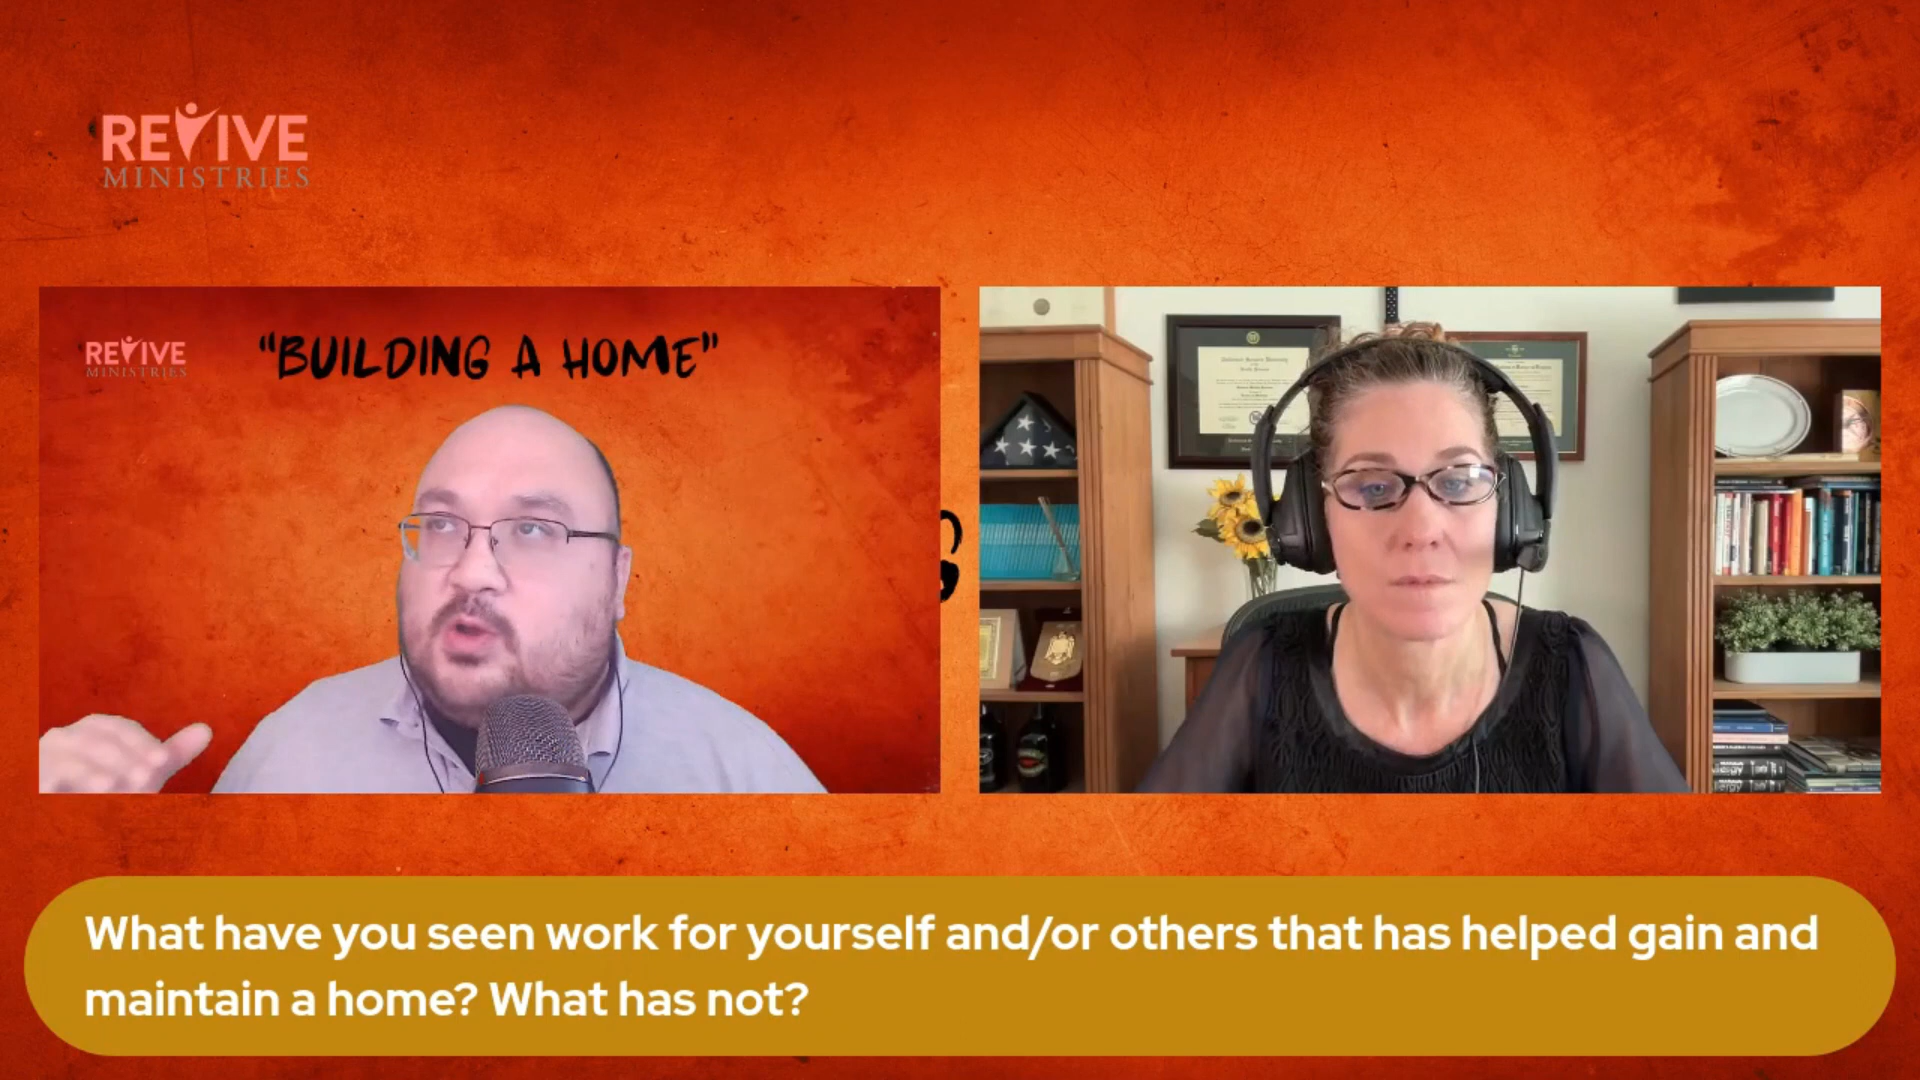 REVIVE
MINISTRIES
REVIVE
MINISTRIES
"BUILDING A HOME"
What have you seen work for yourself and/or others that has helped gain and
maintain a home? What has not?